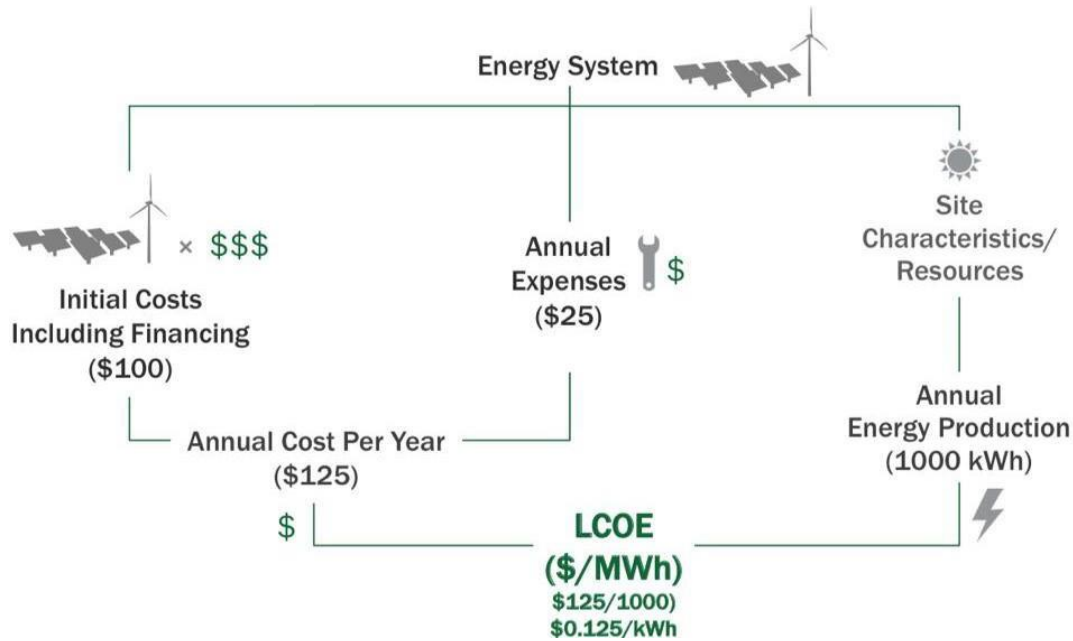 Energy System
× $$$
Initial Costs
Including Financing
($100)
Annual
Expenses
($25)
$
Site
Characteristics/
Resources
Annual Cost Per Year
($125)
$
Annual
Energy Production
(1000 kWh)
LCOE
($/MWh)
$125/1000)
$0.125/kWh